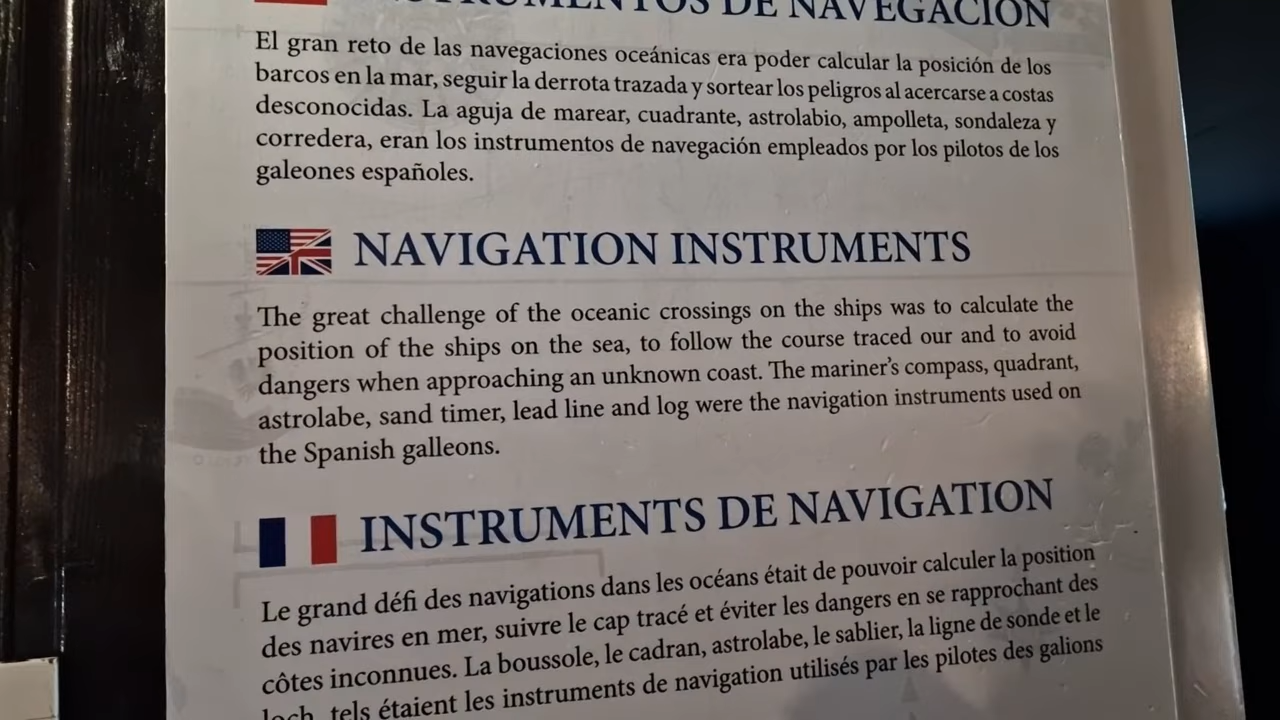 INSTRUMENTOS DE NAVEGACIÓN
El gran reto de las navegaciones oceánicas era poder calcular la posición de los
barcos en la mar, seguir la derrota trazada y sortear los peligros al acercarse a costas
desconocidas. La aguja de marear, cuadrante, astrolabio, ampolleta, sondaleza y
corredera, eran los instrumentos de navegación empleados por los pilotos de los
galeones españoles.
NAVIGATION INSTRUMENTS
The great challenge of the oceanic crossings on the ships was to calculate the
position of the ships on the sea, to follow the course traced our and to avoid
dangers when approaching an unknown coast. The mariner's compass, quadrant,
astrolabe, sand timer, lead line and log were the navigation instruments used on
the Spanish galleons.
INSTRUMENTS DE NAVIGATION
Le grand défi des navigations dans les océans était de pouvoir calculer la position
des navires en mer, suivre le cap tracé et éviter les dangers en se rapprochant des
côtes inconnues. La boussole, le cadran, astrolabe, le sablier, la ligne de sonde et le
loch, tels étaient les instruments de navigation utilisés par les pilotes des galions